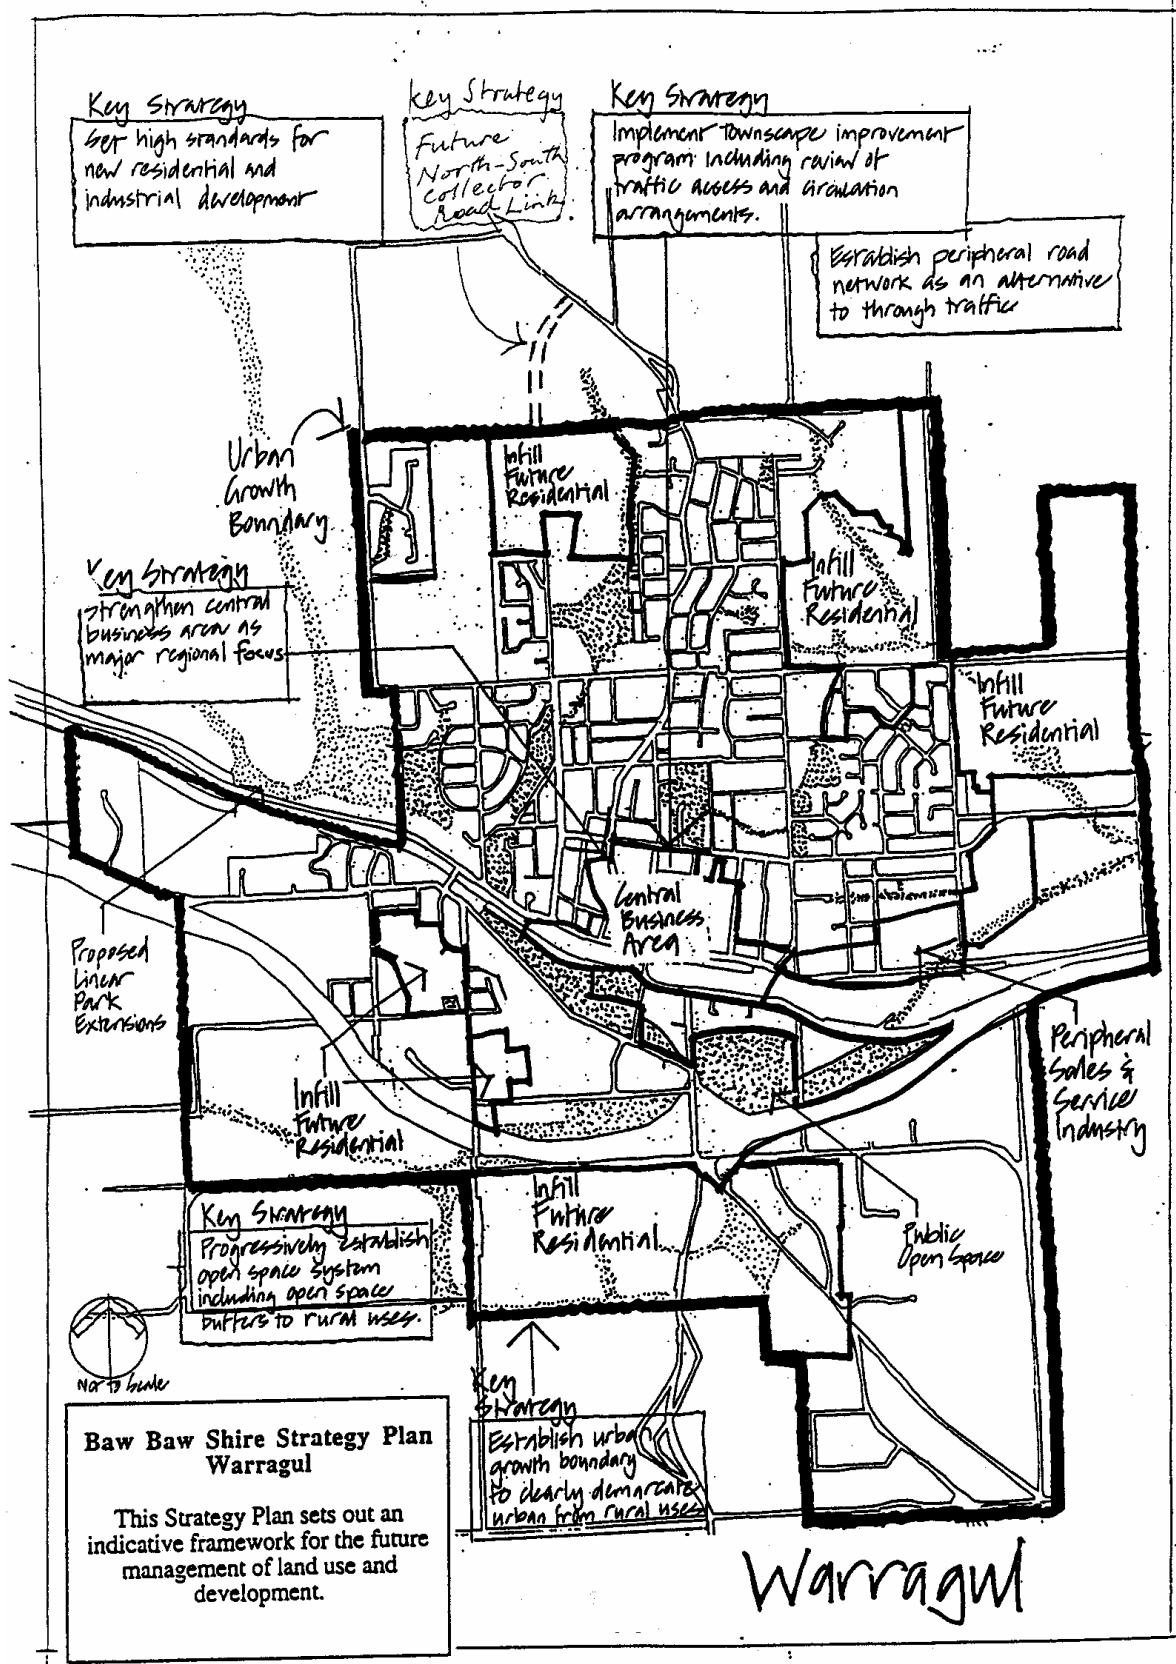 Key Strategy
Set high standards for
new residential and
industrial development
Key Strategy
Future
North-South
Collector
Road Link
Key Strategy
Implement Townscape improvement
program including review of
traffic access and circulation
arrangements.
Establish peripheral road
network as an alternative
to through traffic
Urban
Growth
Boundary
Infill
Future
Residential
Infill
Future
Residential
Key Strategy
Strengthen central
business area as
major regional focus
Infill
Future
Residential
Central
Business
Area
Proposed
Linear
Park
Extensions
Peripheral
Sales &
Service
Industry
Infill
Future
Residential
Infill
Future
Residential
Public
Open Space
Key Strategy
Progressively establish
open space system
including open space
buffers to rural uses.
Not to Scale
Key
Strategy
Establish urban
growth boundary
to clearly demarcate
urban from rural uses
Baw Baw Shire Strategy Plan
Warragul
This Strategy Plan sets out an
indicative framework for the future
management of land use and
development.
Warragul